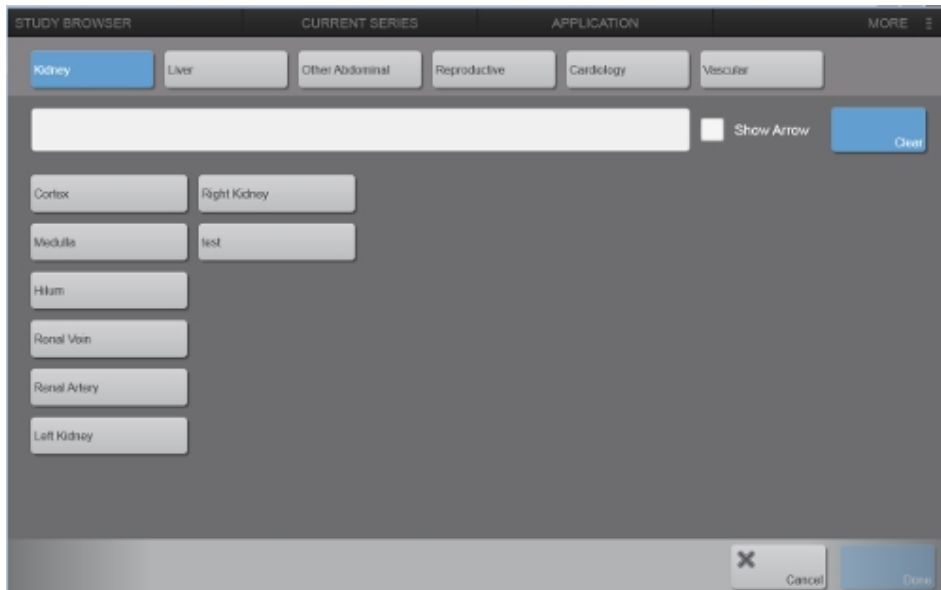 STUDY BROWSER CURRENT SERIES APPLICATION MORE
Kidney Liver Other Abdominal Reproductive Cardiology Vascular
Show Arrow Clear
Cortex Right Kidney
Medulla test
Hilum
Renal Vein
Renal Artery
Left Kidney
Cancel Done